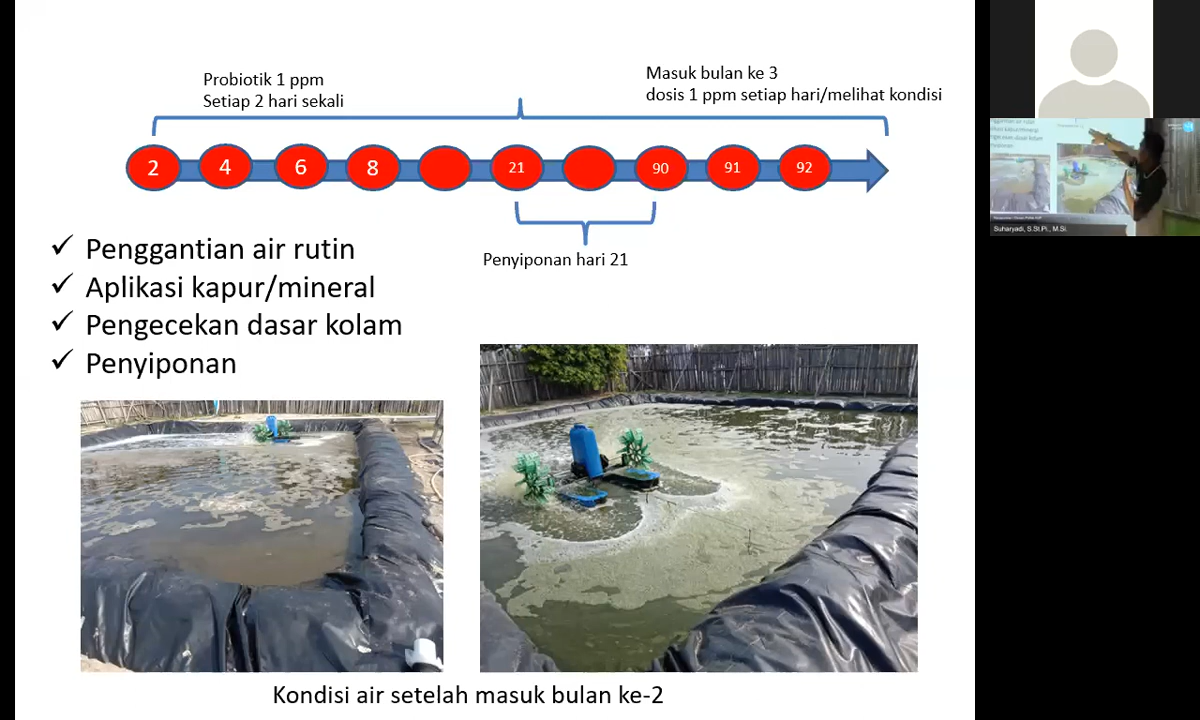 Probiotik 1 ppm
Setiap 2 hari sekali
Masuk bulan ke 3
dosis 1 ppm setiap hari/melihat kondisi
2
4
6
8
21
90
91
92
Penyiponan hari 21
Penggantian air rutin
Aplikasi kapur/mineral
Pengecekan dasar kolam
Penyiponan
Kondisi air setelah masuk bulan ke-2
Suharyadi, S.St.Pi., M.Si.